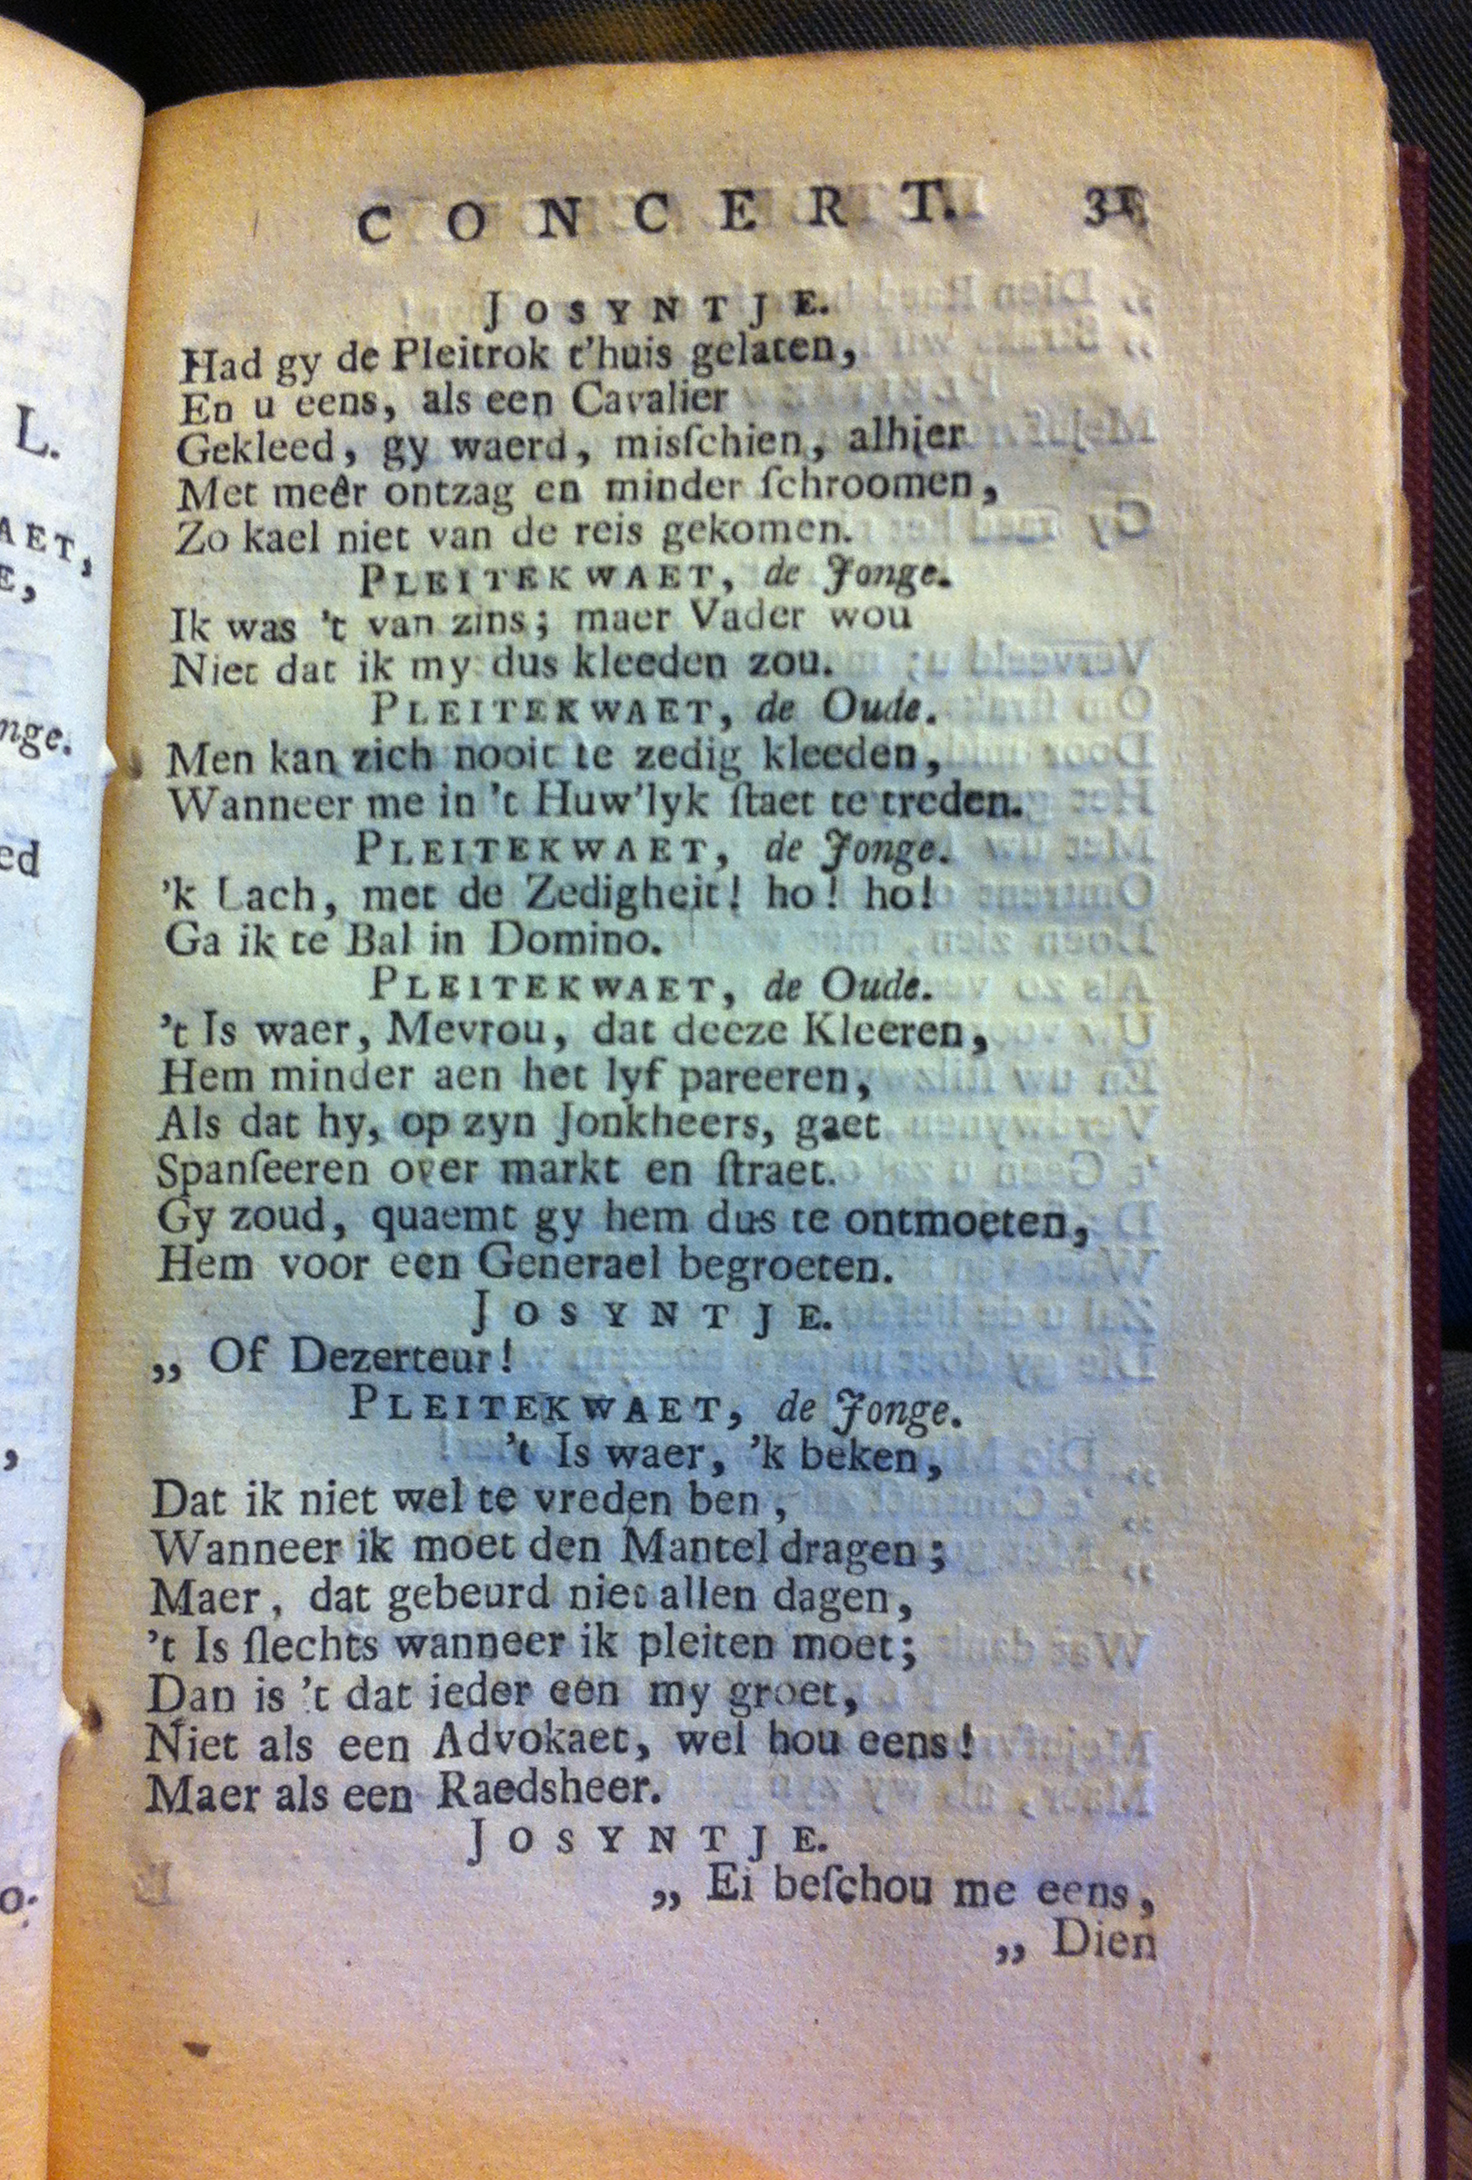 CONCERT. 31
JOSYNTJE.
Had gy de Pleitrok t'huis gelaten,
En u eens, als een Cavalier
Gekleed, gy waerd, misſchien, alhier
Met meêr ontzag en minder ſchroomen,
Zo kael niet van de reis gekomen.
PLEITEKWAET, de Jonge.
Ik was 't van zins; maer Vader wou
Niet dat ik my dus kleeden zou.
PLEITEKWAET, de Oude.
Men kan zich nooit te zedig kleeden,
Wanneer me in 't Huw'lyk ſtaet te treden.
PLEITEKWAET, de Jonge.
'k Lach, met de Zedigheit! ho! ho!
Ga ik te Bal in Domino.
PLEITEKWAET, de Oude.
't Is waer, Mevrou, dat deeze Kleeren,
Hem minder aen het lyf pareeren,
Als dat hy, op zyn Jonkheers, gaet
Spanſeeren over markt en ſtraet.
Gy zoud, quaemt gy hem dus te ontmoeten,
Hem voor een Generael begroeten.
JOSYNTJE.
„ Of Dezerteur!
PLEITEKWAET, de Jonge.
't Is waer, 'k beken,
Dat ik niet wel te vreden ben,
Wanneer ik moet den Mantel dragen;
Maer, dat gebeurd niet allen dagen,
't Is ſlechts wanneer ik pleiten moet;
Dan is 't dat ieder een my groet,
Niet als een Advokaet, wel hou eens!
Maer als een Raedsheer.
JOSYNTJE.
„ Ei beſchou me eens,
„ Dien